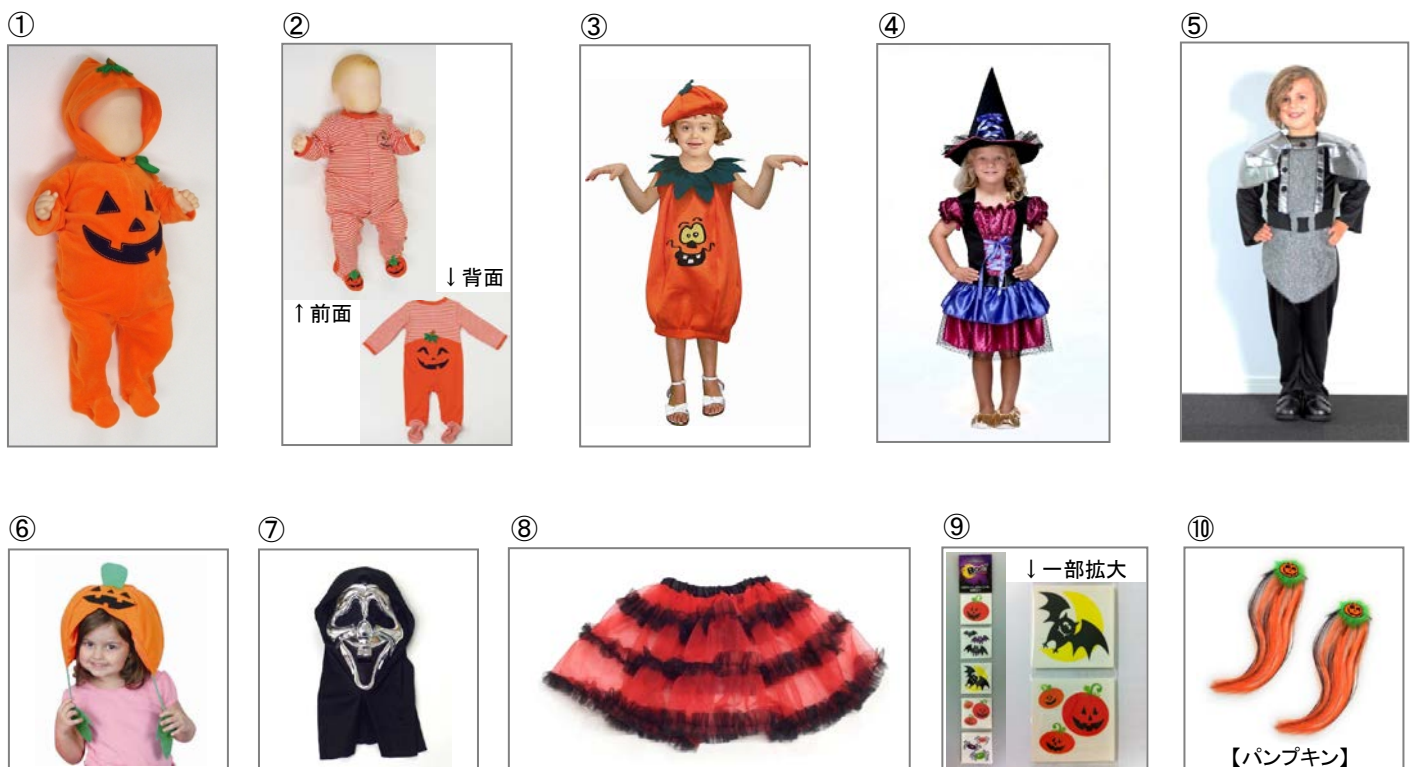 ①
②
③
④
⑤
↓背面
↑前面
⑥
⑦
⑧
⑨
⑩
↓一部拡大
【パンプキン】